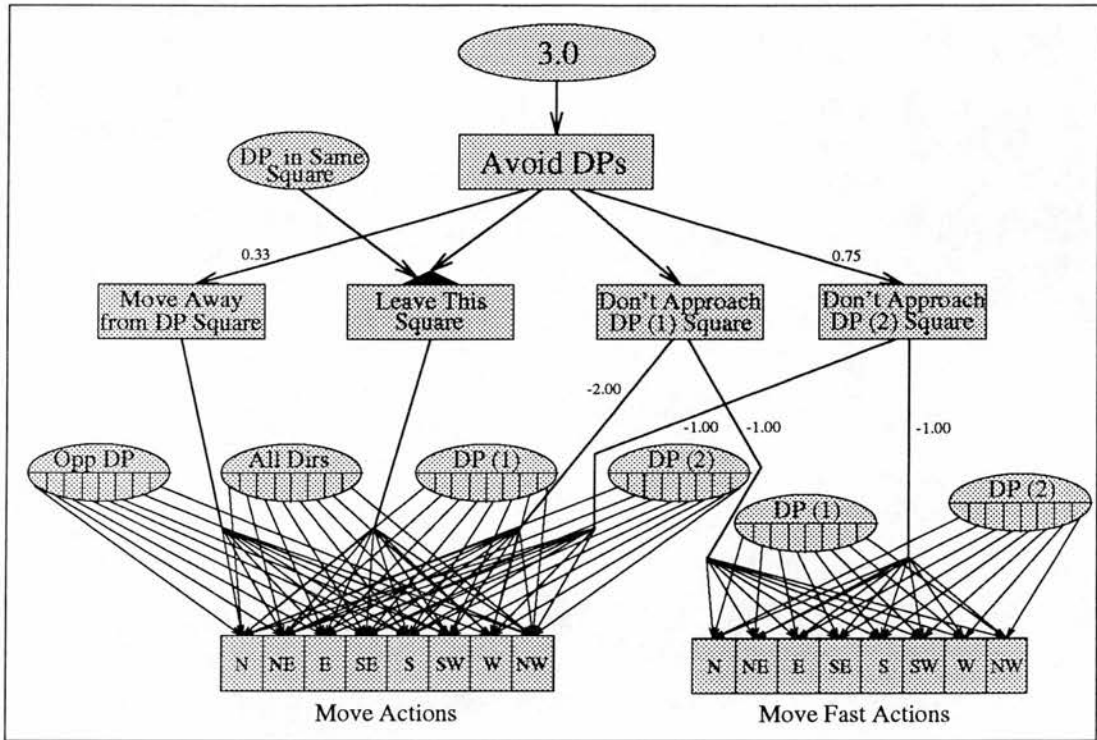 3.0
DP in Same
Square
Avoid DPs
0.33
0.75
Move Away
from DP Square
Leave This
Square
Don't Approach
DP (1) Square
Don't Approach
DP (2) Square
-2.00
-1.00
-1.00
-1.00
Opp DP
All Dirs
DP (1)
DP (2)
DP (1)
DP (2)
N NE E SE S SW W NW
N NE E SE S SW W NW
Move Actions
Move Fast Actions